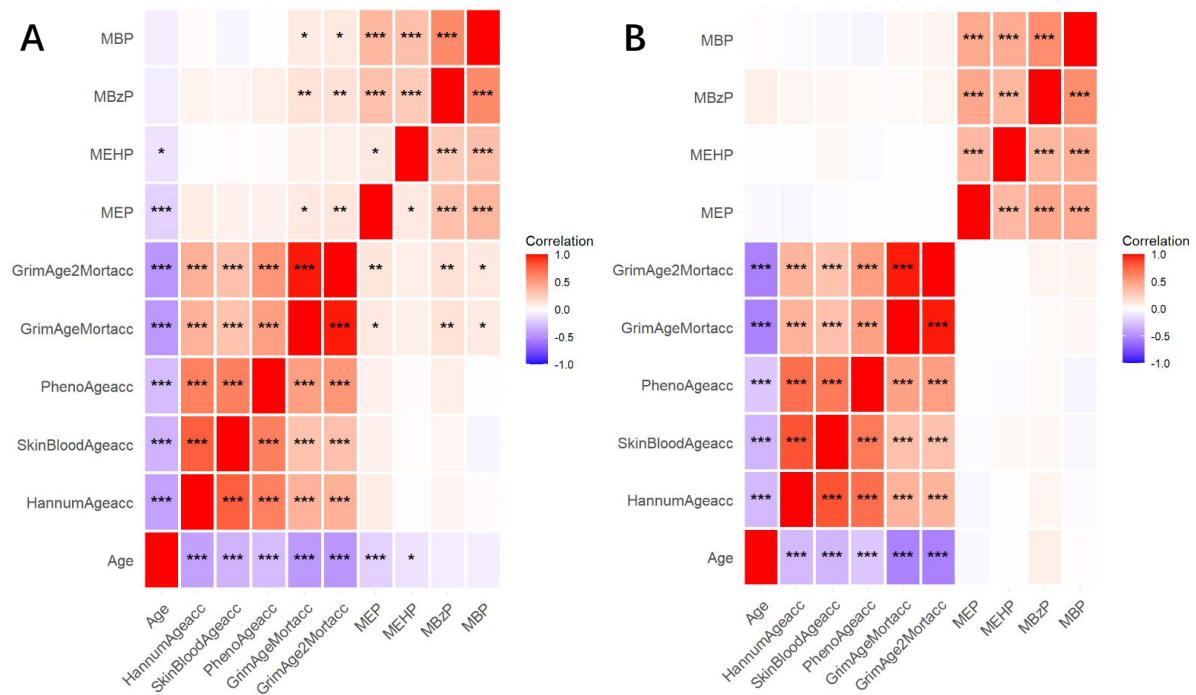 A
MBP * * *** *** ***
MBzP ** ** *** *** ***
MEHP * * *** ***
MEP *** * ** * *** ***
GrimAge2Mortacc *** *** *** *** *** ** ** *
GrimAgeMortacc *** *** *** *** *** * ** *
PhenoAgeacc *** *** *** *** ***
SkinBloodAgeacc *** *** *** *** ***
HannumAgeacc *** *** *** *** ***
Age *** *** *** *** *** *** *
Age
HannumAgeacc
SkinBloodAgeacc
PhenoAgeacc
GrimAgeMortacc
GrimAge2Mortacc
MEP
MEHP
MBzP
MBP
Correlation
1.0
0.5
0.0
-0.5
-1.0
B
MBP *** *** ***
MBzP *** *** ***
MEHP *** *** ***
MEP *** *** ***
GrimAge2Mortacc *** *** *** *** ***
GrimAgeMortacc *** *** *** *** ***
PhenoAgeacc *** *** *** *** ***
SkinBloodAgeacc *** *** *** *** ***
HannumAgeacc *** *** *** *** ***
Age *** *** *** *** ***
Age
HannumAgeacc
SkinBloodAgeacc
PhenoAgeacc
GrimAgeMortacc
GrimAge2Mortacc
MEP
MEHP
MBzP
MBP
Correlation
1.0
0.5
0.0
-0.5
-1.0